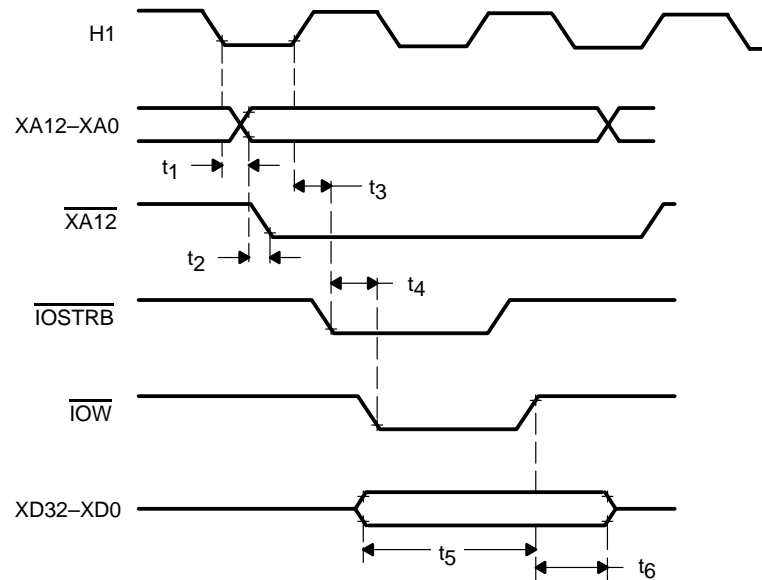 H1
XA12–XA0
t1
t3
XA12
t2
t4
IOSTRB
IOW
XD32–XD0
t5
t6